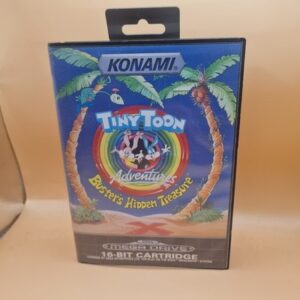 KONAMI
TINY TOON
Adventures
Buster's Hidden Treasure
MEGA DRIVE
16-BIT CARTRIDGE